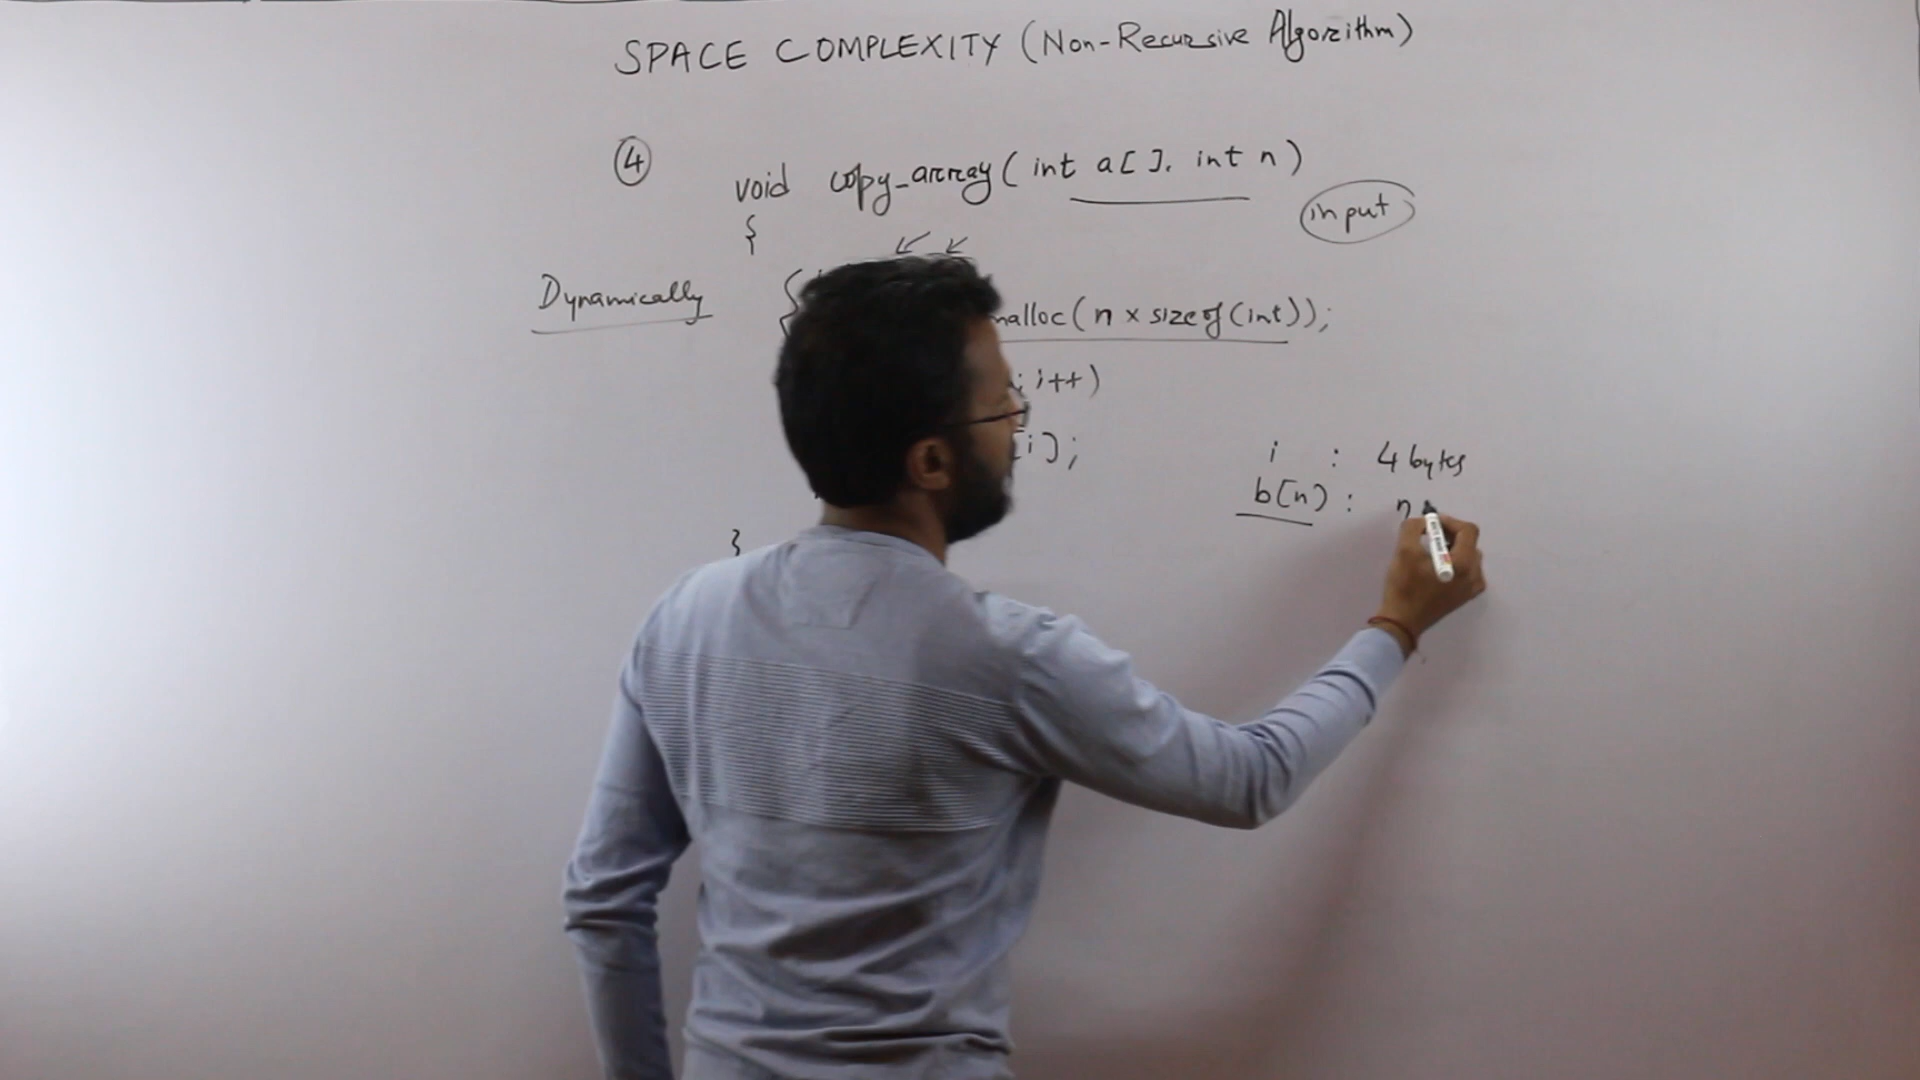 SPACE COMPLEXITY (Non-Recursive Algorithm)
④ void copy_array( int a[], int n )
input
{
Dynamically { malloc( n x sizeof(int));
; i++)
[i];
i : 4 bytes
b[n] : n
}